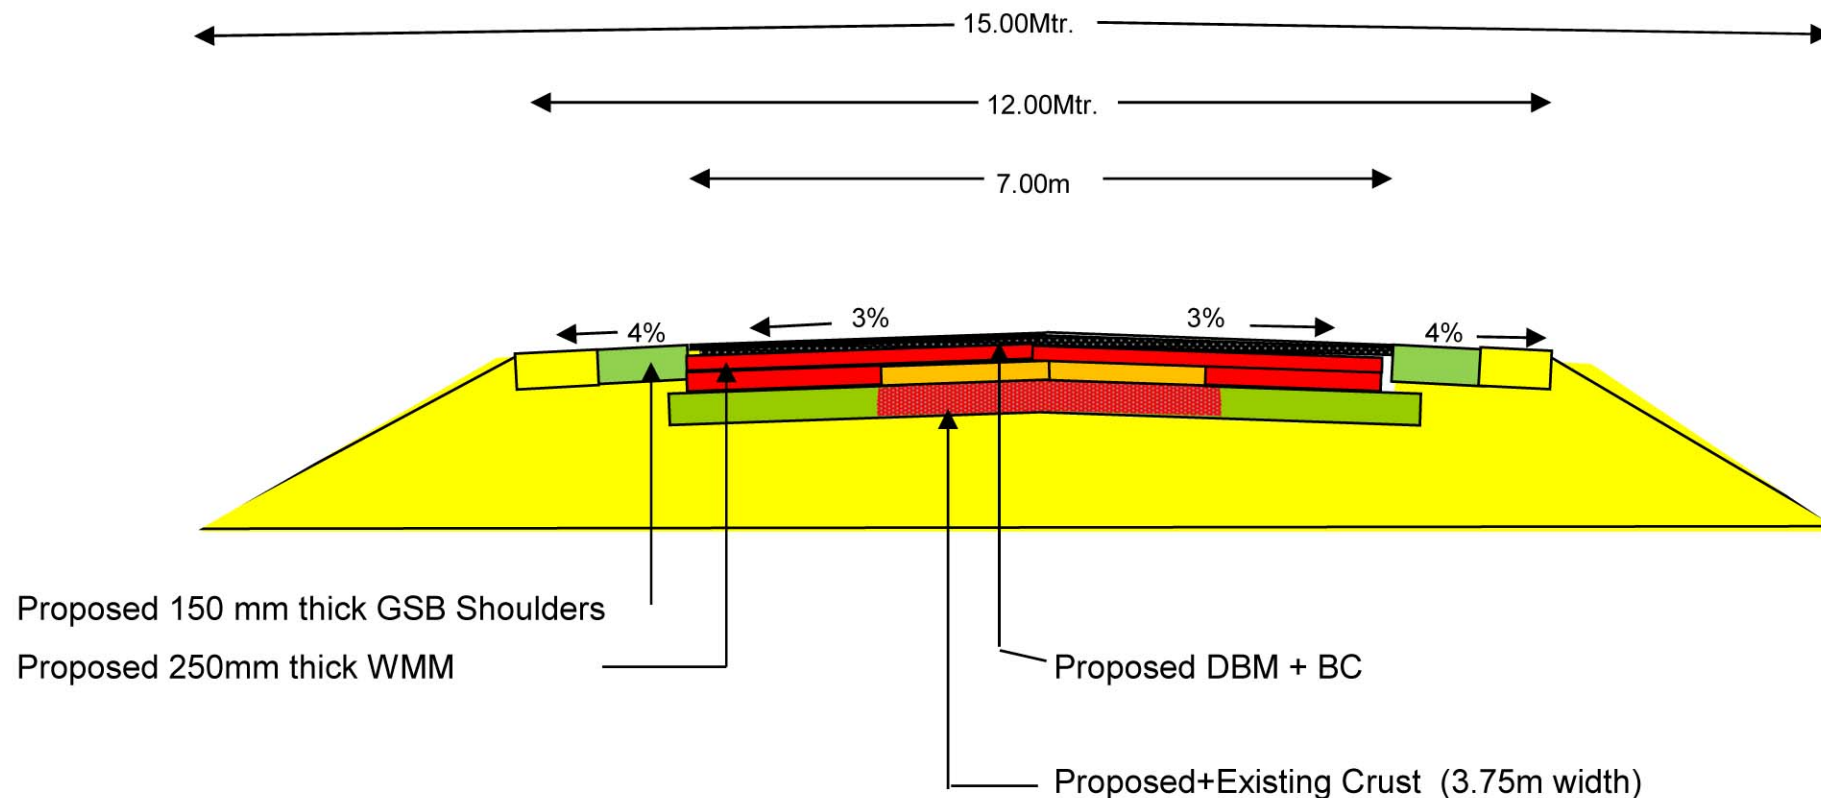 15.00Mtr.
12.00Mtr.
7.00m
4%
3%
3%
4%
Proposed 150 mm thick GSB Shoulders
Proposed 250mm thick WMM
Proposed DBM + BC
Proposed+Existing Crust (3.75m width)